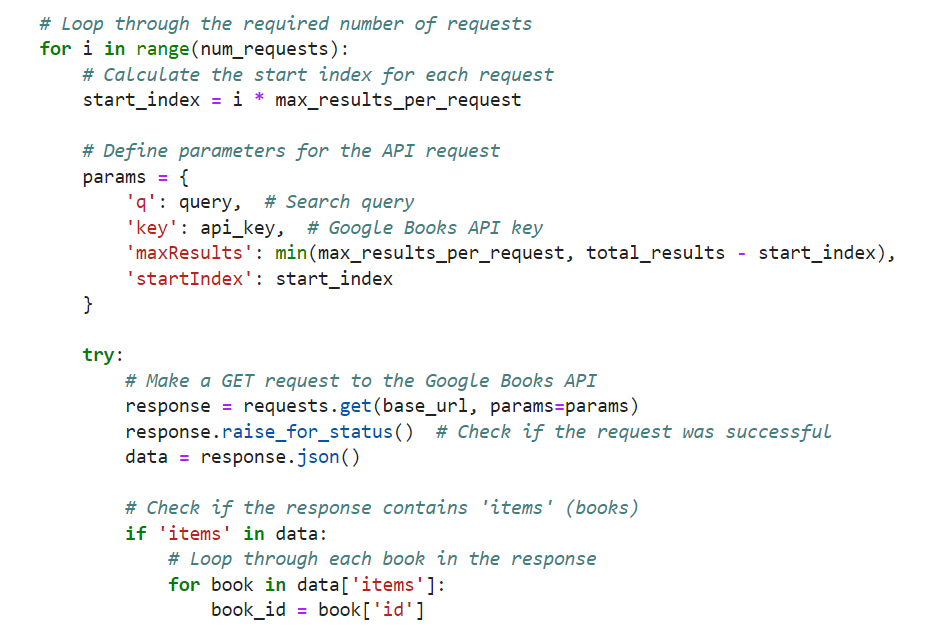 # Loop through the required number of requests
for i in range(num_requests):
    # Calculate the start index for each request
    start_index = i * max_results_per_request

    # Define parameters for the API request
    params = {
        'q': query,  # Search query
        'key': api_key,  # Google Books API key
        'maxResults': min(max_results_per_request, total_results - start_index),
        'startIndex': start_index
    }

    try:
        # Make a GET request to the Google Books API
        response = requests.get(base_url, params=params)
        response.raise_for_status()  # Check if the request was successful
        data = response.json()

        # Check if the response contains 'items' (books)
        if 'items' in data:
            # Loop through each book in the response
            for book in data['items']:
                book_id = book['id']